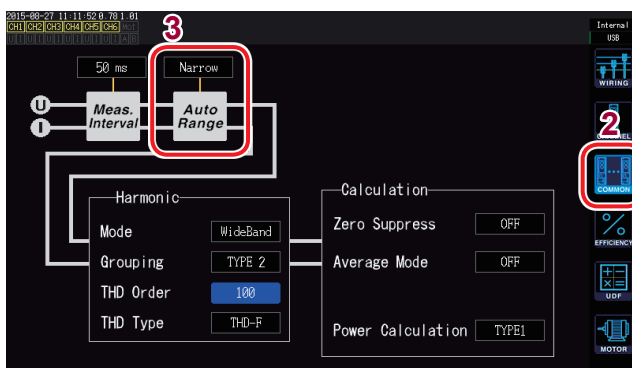 2015-08-27 11:11:52 0.78 1.01
CH1 CH2 CH3 CH4 CH5 CH6 Mot
U I U I U I U I U I U I A B
Internal
USB
3
50 ms
Narrow
WIRING
U
I
Meas.
Interval
Auto
Range
2
COMMON
Harmonic
Mode
WideBand
Grouping
TYPE 2
THD Order
100
THD Type
THD-F
Calculation
Zero Suppress
OFF
Average Mode
OFF
Power Calculation
TYPE1
EFFICIENCY
UDF
MOTOR